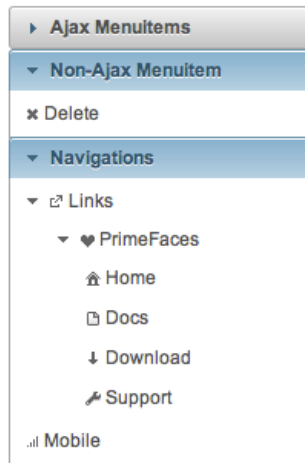 Ajax Menuitems
Non-Ajax Menuitem
Delete
Navigations
Links
PrimeFaces
Home
Docs
Download
Support
Mobile